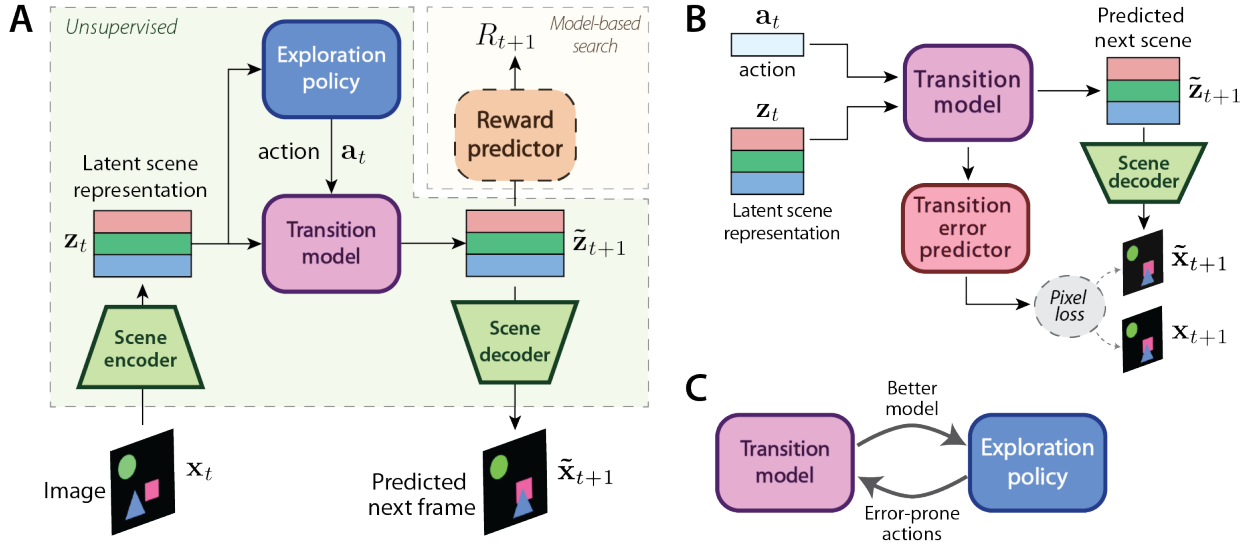 A
Unsupervised
Model-based
search
R_{t+1}
Exploration
policy
Reward
predictor
action a_t
Latent scene
representation
z_t
Transition
model
z̃_{t+1}
Scene
encoder
Scene
decoder
Image
x_t
Predicted
next frame
x̃_{t+1}
B
a_t
action
z_t
Latent scene
representation
Transition
model
Predicted
next scene
z̃_{t+1}
Scene
decoder
Transition
error
predictor
Pixel
loss
x̃_{t+1}
x_{t+1}
C
Transition
model
Better
model
Exploration
policy
Error-prone
actions